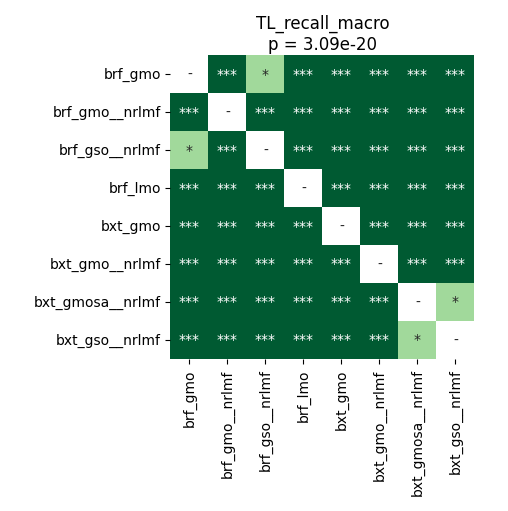 TL_recall_macro
p = 3.09e-20
brf_gmo - *** * *** *** *** *** ***
brf_gmo__nrlmf *** - *** *** *** *** *** ***
brf_gso__nrlmf * *** - *** *** *** *** ***
brf_lmo *** *** *** - *** *** *** ***
bxt_gmo *** *** *** *** - *** *** ***
bxt_gmo__nrlmf *** *** *** *** *** - *** ***
bxt_gmosa__nrlmf *** *** *** *** *** *** - *
bxt_gso__nrlmf *** *** *** *** *** *** * -
brf_gmo
brf_gmo__nrlmf
brf_gso__nrlmf
brf_lmo
bxt_gmo
bxt_gmo__nrlmf
bxt_gmosa__nrlmf
bxt_gso__nrlmf